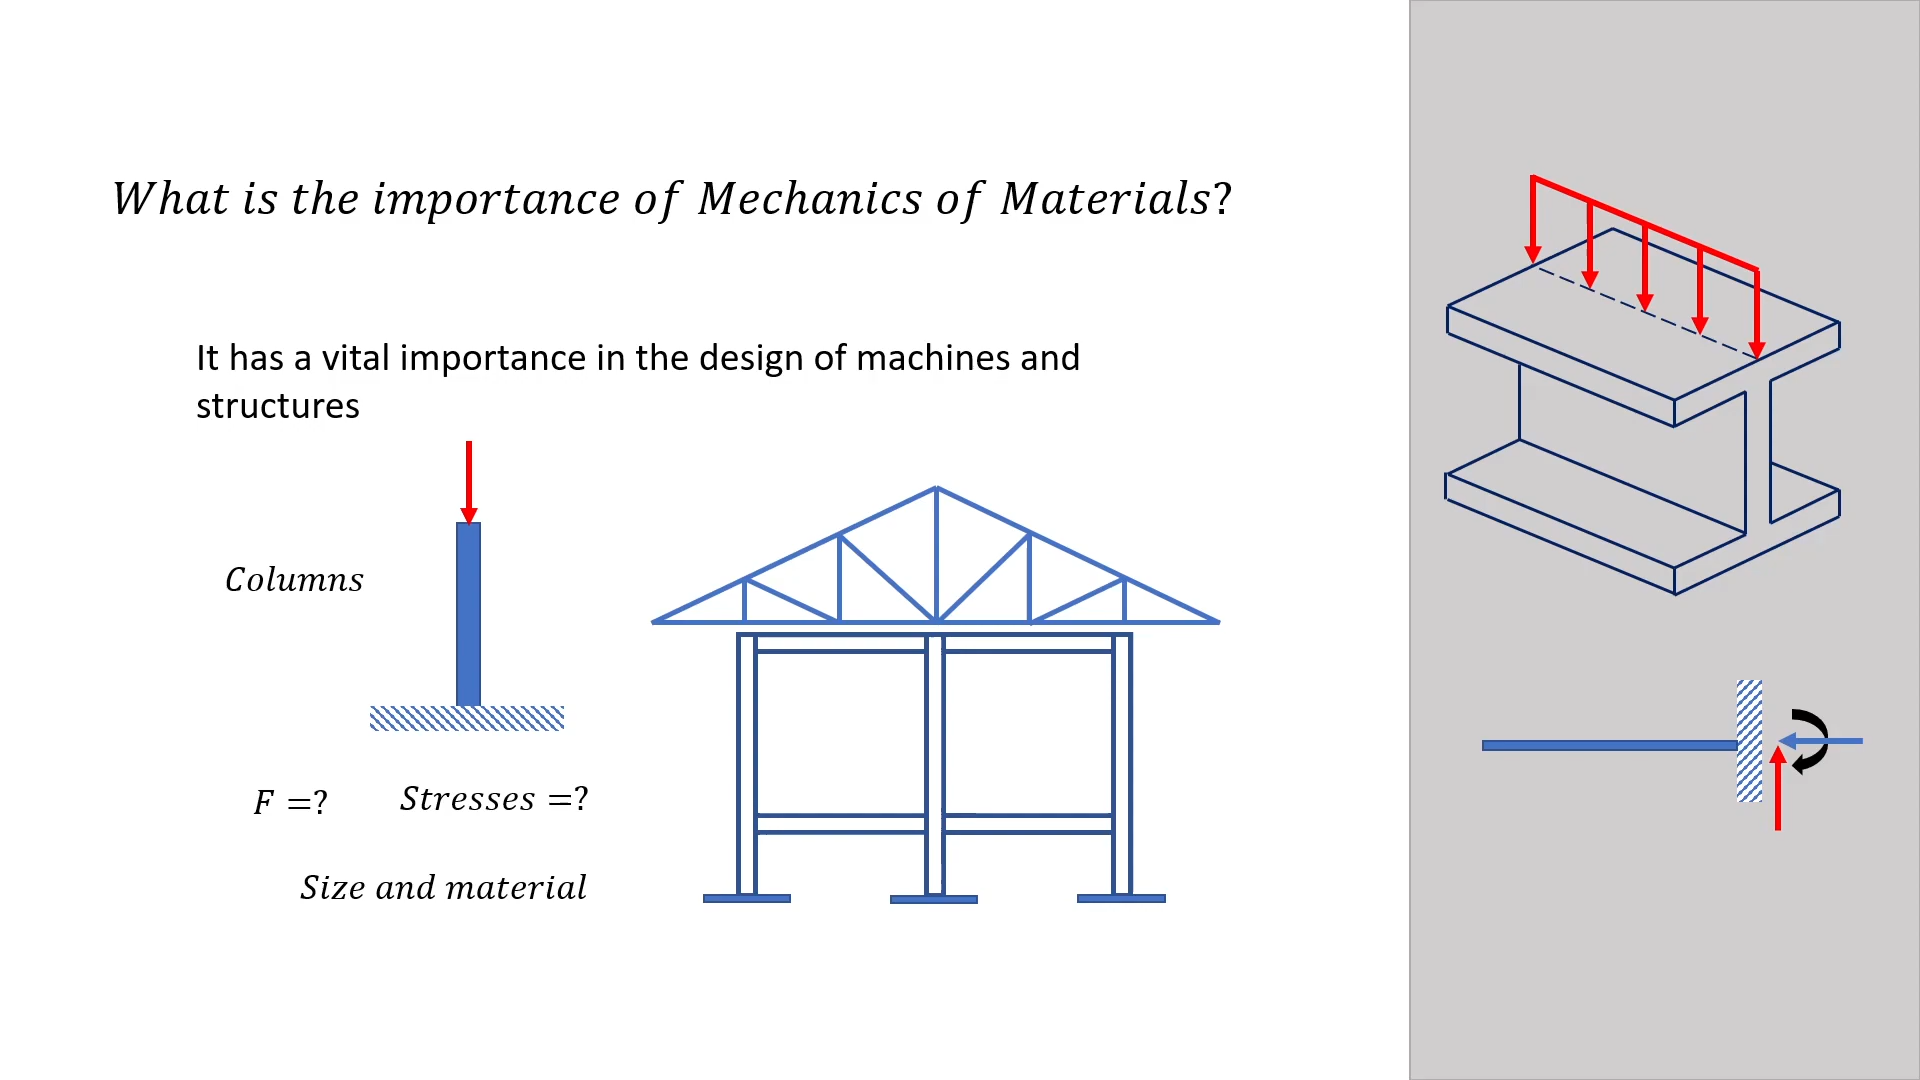 What is the importance of Mechanics of Materials?
It has a vital importance in the design of machines and
structures
Columns
F =?
Stresses =?
Size and material